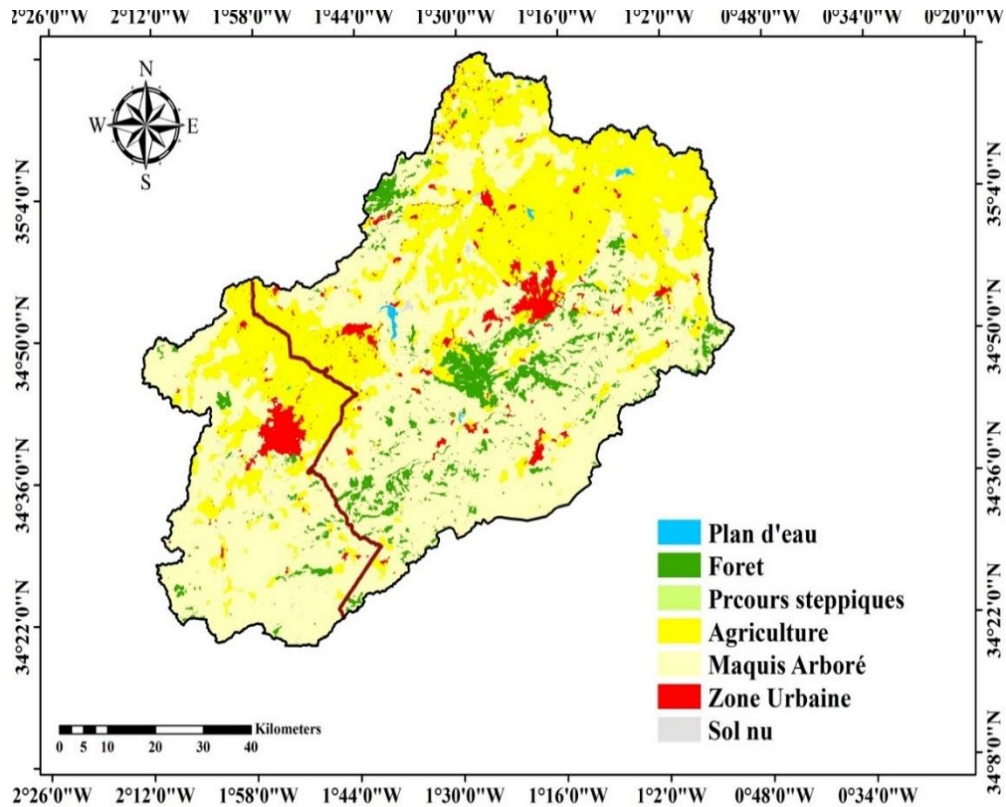 2°26'0"W 2°12'0"W 1°58'0"W 1°44'0"W 1°30'0"W 1°16'0"W 1°2'0"W 0°48'0"W 0°34'0"W 0°20'0"W
N
W E
S
35°4'0"N
35°4'0"N
34°50'0"N
34°50'0"N
34°36'0"N
34°36'0"N
34°22'0"N
34°22'0"N
34°8'0"N
Plan d'eau
Foret
Prcours steppiques
Agriculture
Maquis Arboré
Zone Urbaine
Sol nu
Kilometers
0 5 10 20 30 40
2°26'0"W 2°12'0"W 1°58'0"W 1°44'0"W 1°30'0"W 1°16'0"W 1°2'0"W 0°48'0"W 0°34'0"W